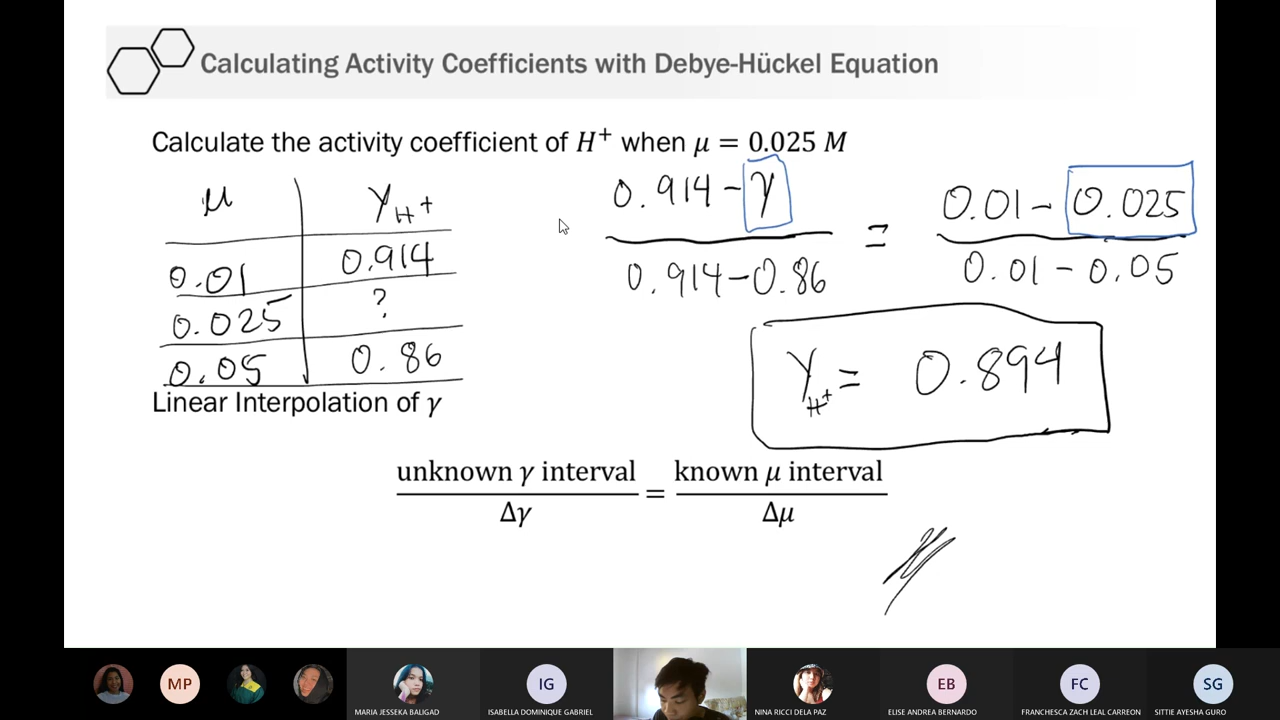 Calculating Activity Coefficients with Debye-Hückel Equation
Calculate the activity coefficient of H⁺ when μ = 0.025 M
μ γH+
0.01 0.914
0.025 ?
0.05 0.86
0.914 − γ
0.914 − 0.86
=
0.01 − 0.025
0.01 − 0.05
γH+ = 0.894
Linear Interpolation of γ
unknown γ interval
Δγ
=
known μ interval
Δμ
MP
IG
EB
FC
SG
MARIA JESSEKA BALIGAD
ISABELLA DOMINIQUE GABRIEL
NINA RICCI DELA PAZ
ELISE ANDREA BERNARDO
FRANCHESCA ZACH LEAL CARREON
SITTIE AYESHA GURO